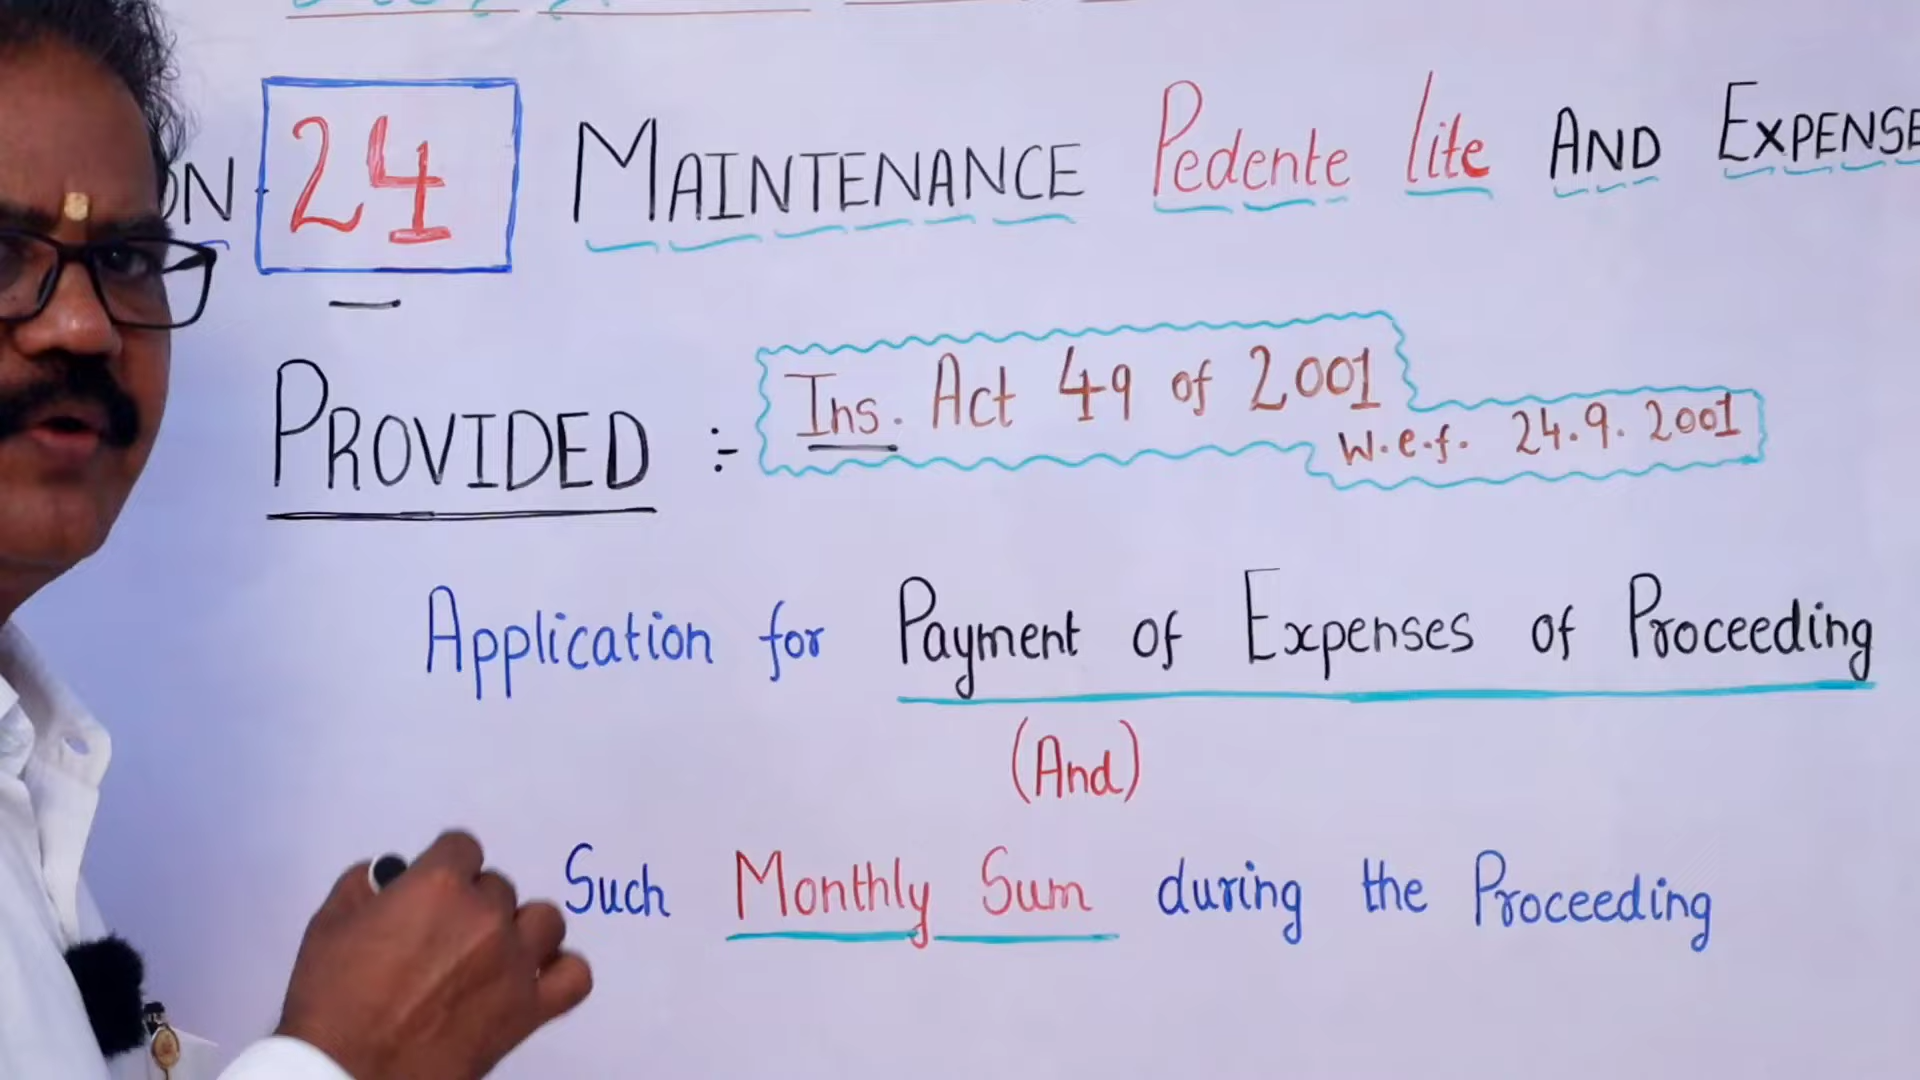 ON 24 MAINTENANCE Pedente lite AND EXPENSE
PROVIDED :- Ins. Act 49 of 2001
W.e.f. 24.9.2001
Application for Payment of Expenses of Proceeding
(And)
Such Monthly Sum during the Proceeding